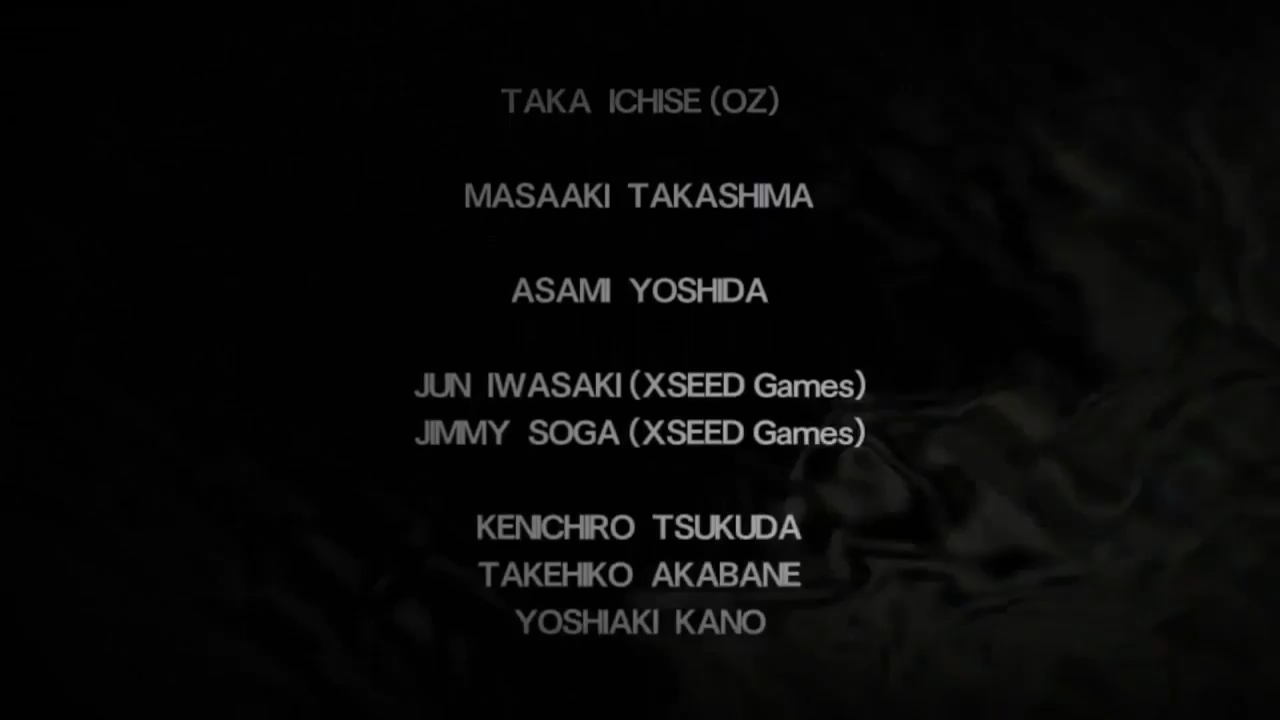 TAKA ICHISE (OZ)
MASAAKI TAKASHIMA
ASAMI YOSHIDA
JUN IWASAKI (XSEED Games)
JIMMY SOGA (XSEED Games)
KENICHIRO TSUKUDA
TAKEHIKO AKABANE
YOSHIAKI KANO